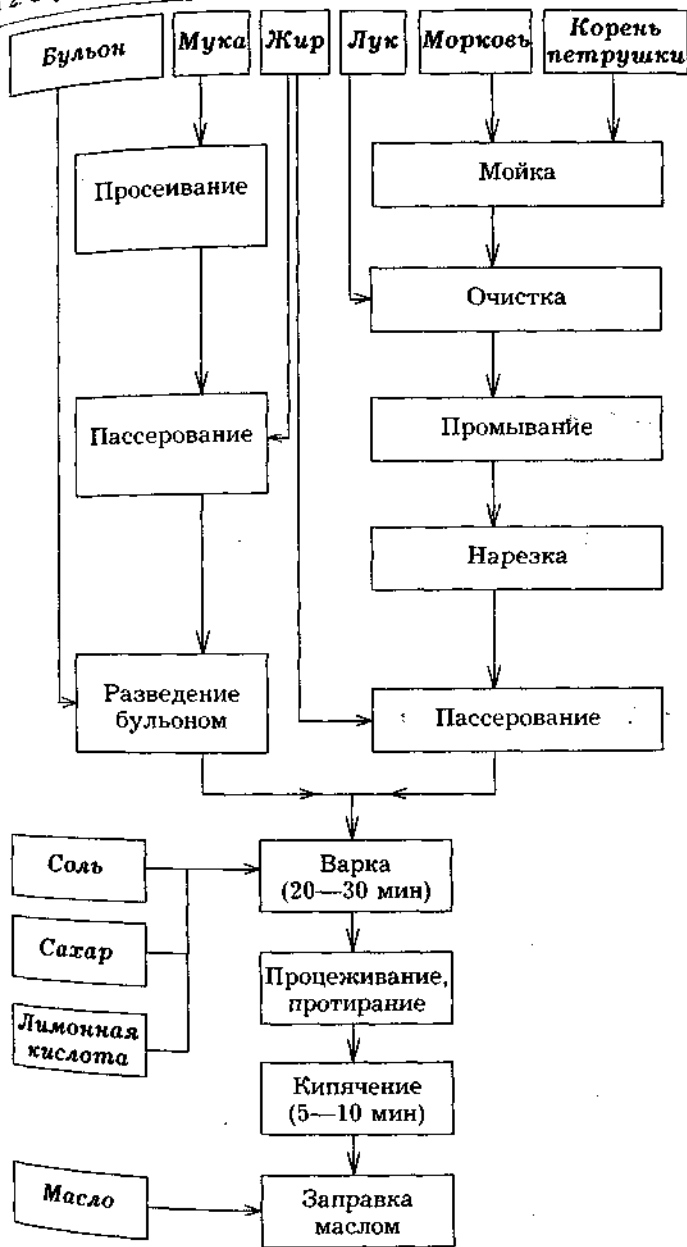 Бульон
Мука
Жир
Лук
Морковь
Корень
петрушки
Просеивание
Мойка
Очистка
Пассерование
Промывание
Нарезка
Разведение
бульоном
Пассерование
Соль
Варка
(20—30 мин)
Сахар
Процеживание,
протирание
Лимонная
кислота
Кипячение
(5—10 мин)
Масло
Заправка
маслом